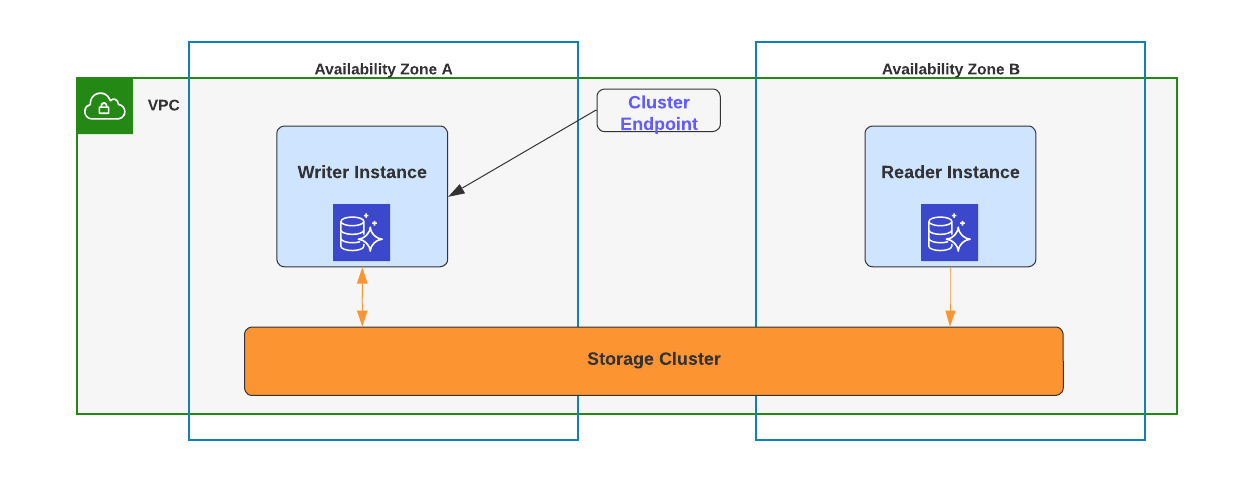 Availability Zone A
Availability Zone B
VPC
Cluster
Endpoint
Writer Instance
Reader Instance
Storage Cluster